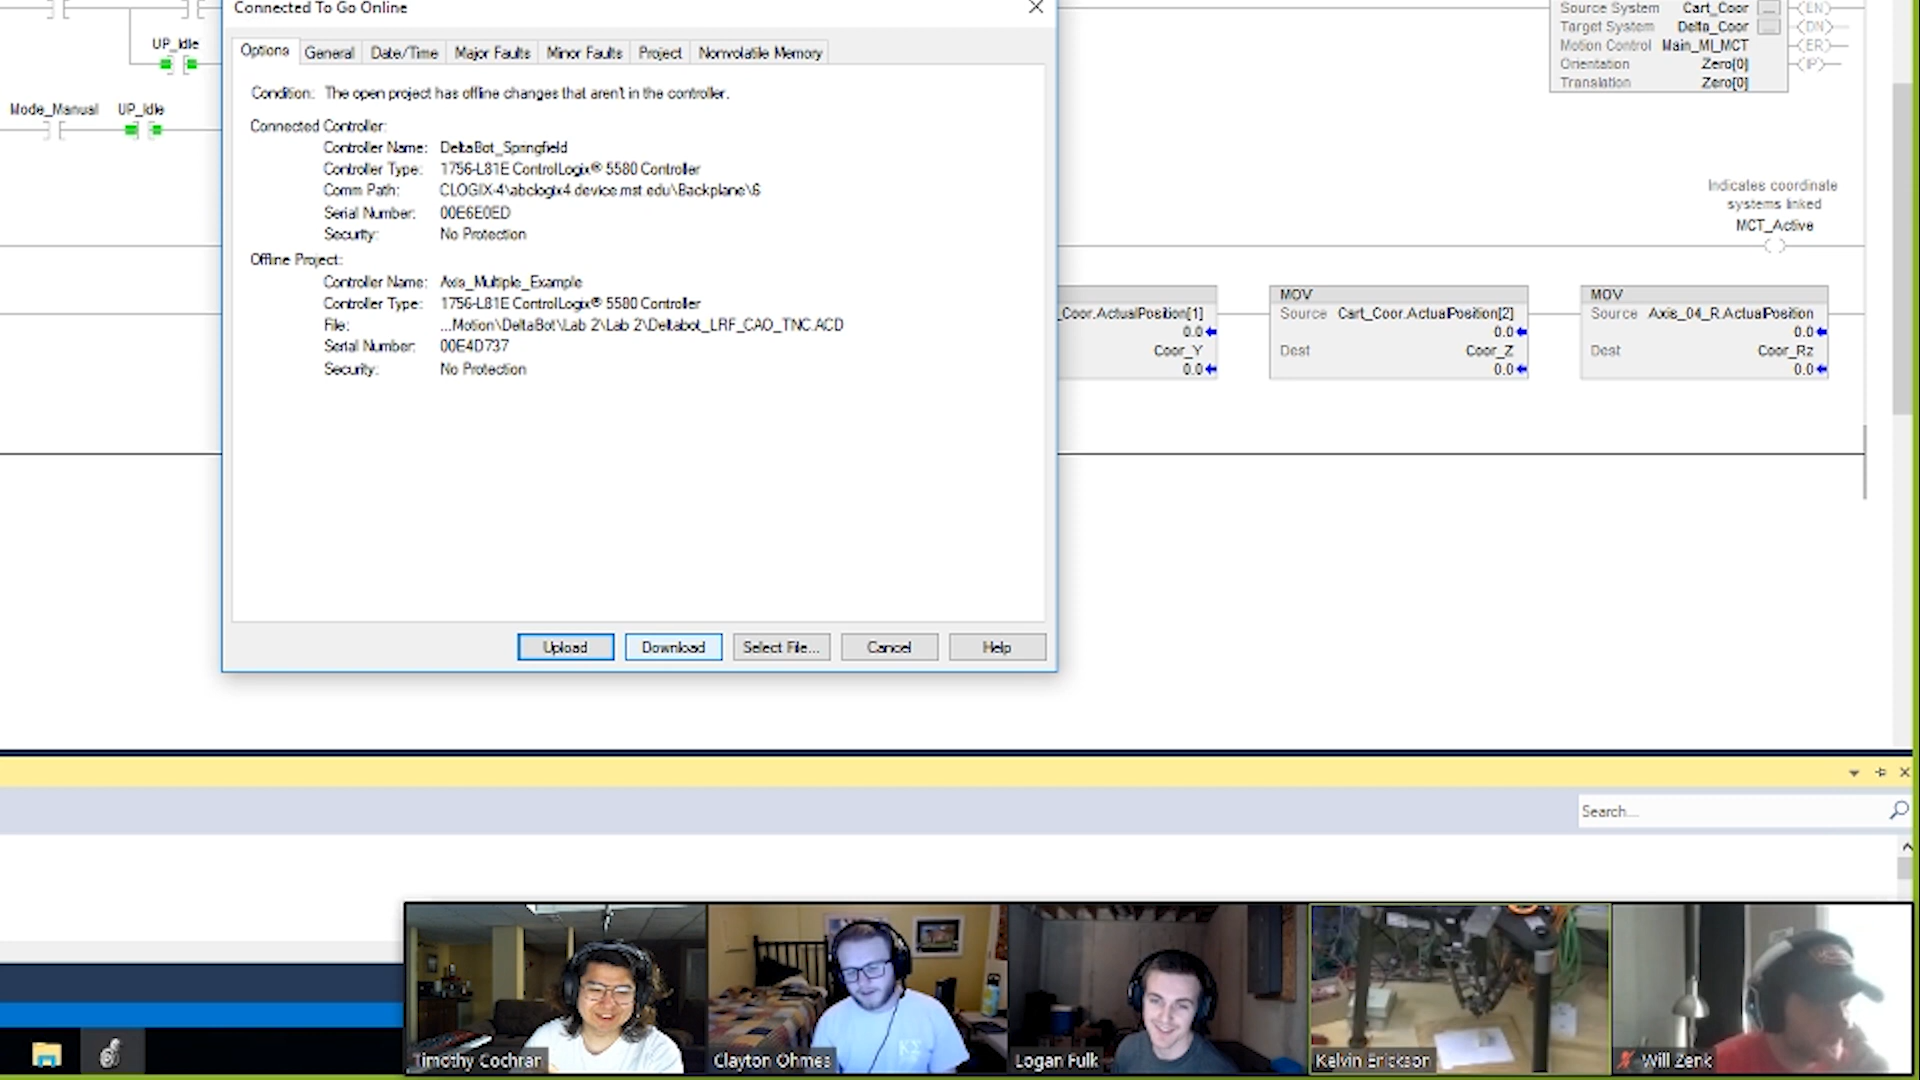 Connected To Go Online
Options General Date/Time Major Faults Minor Faults Project Nonvolatile Memory
Condition: The open project has offline changes that aren't in the controller.
Connected Controller:
Controller Name: DeltaBot_Springfield
Controller Type: 1756-L81E ControlLogix® 5580 Controller
Comm Path: CLOGIX-4\abclogix4.device.mst.edu\Backplane\6
Serial Number: 00E6E0ED
Security: No Protection
Offline Project:
Controller Name: Axis_Multiple_Example
Controller Type: 1756-L81E ControlLogix® 5580 Controller
File: ...Motion\DeltaBot\Lab 2\Lab 2\Deltabot_LRF_CAO_TNC.ACD
Serial Number: 00E4D737
Security: No Protection
Upload Download Select File... Cancel Help
UP_Idle
Mode_Manual UP_Idle
Source System Cart_Coor ... (EN)
Target System Delta_Coor ... (DN)
Motion Control Main_MI_MCT (ER)
Orientation Zero[0] (IP)
Translation Zero[0]
Indicates coordinate
systems linked
MCT_Active
_Coor.ActualPosition[1]
0.0
Coor_Y
0.0
MOV
Source Cart_Coor.ActualPosition[2]
0.0
Dest Coor_Z
0.0
MOV
Source Axis_04_R.ActualPosition
0.0
Dest Coor_Rz
0.0
Search...
Timothy Cochran
Clayton Ohmes
ΚΣ
Logan Fulk
Kelvin Erickson
Will Zenk